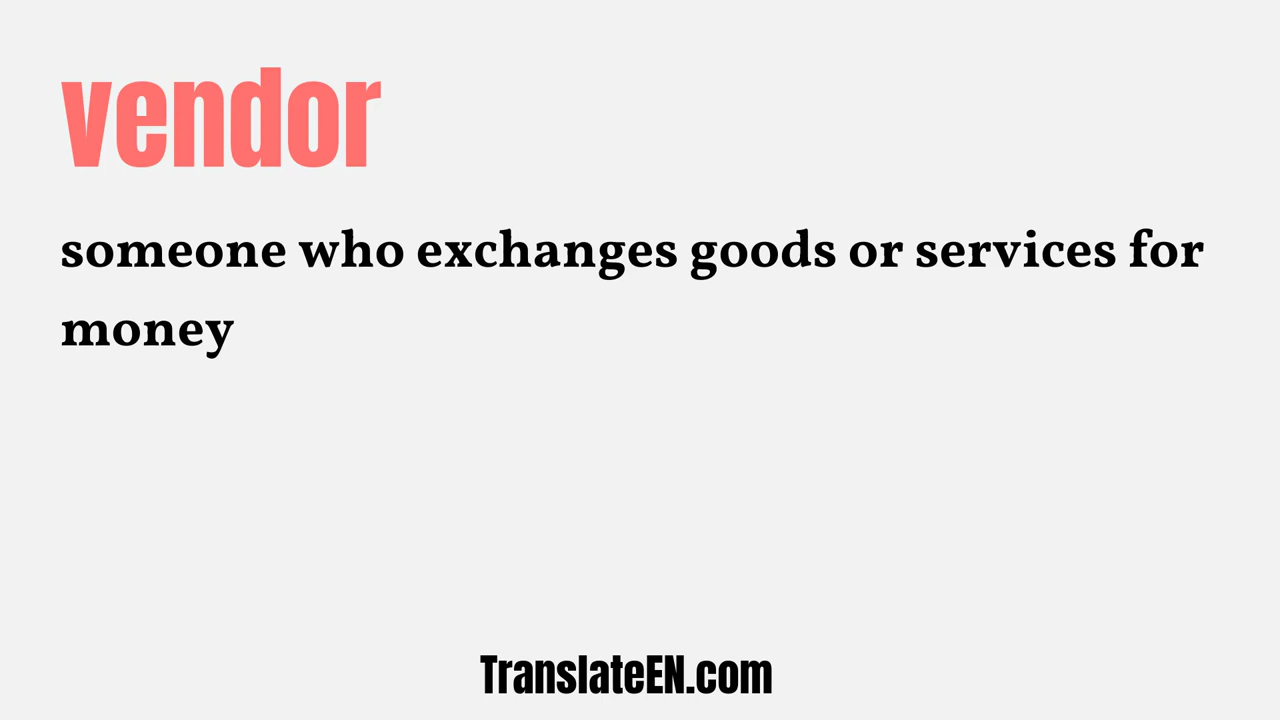 vendor
someone who exchanges goods or services for
money
TranslateEN.com